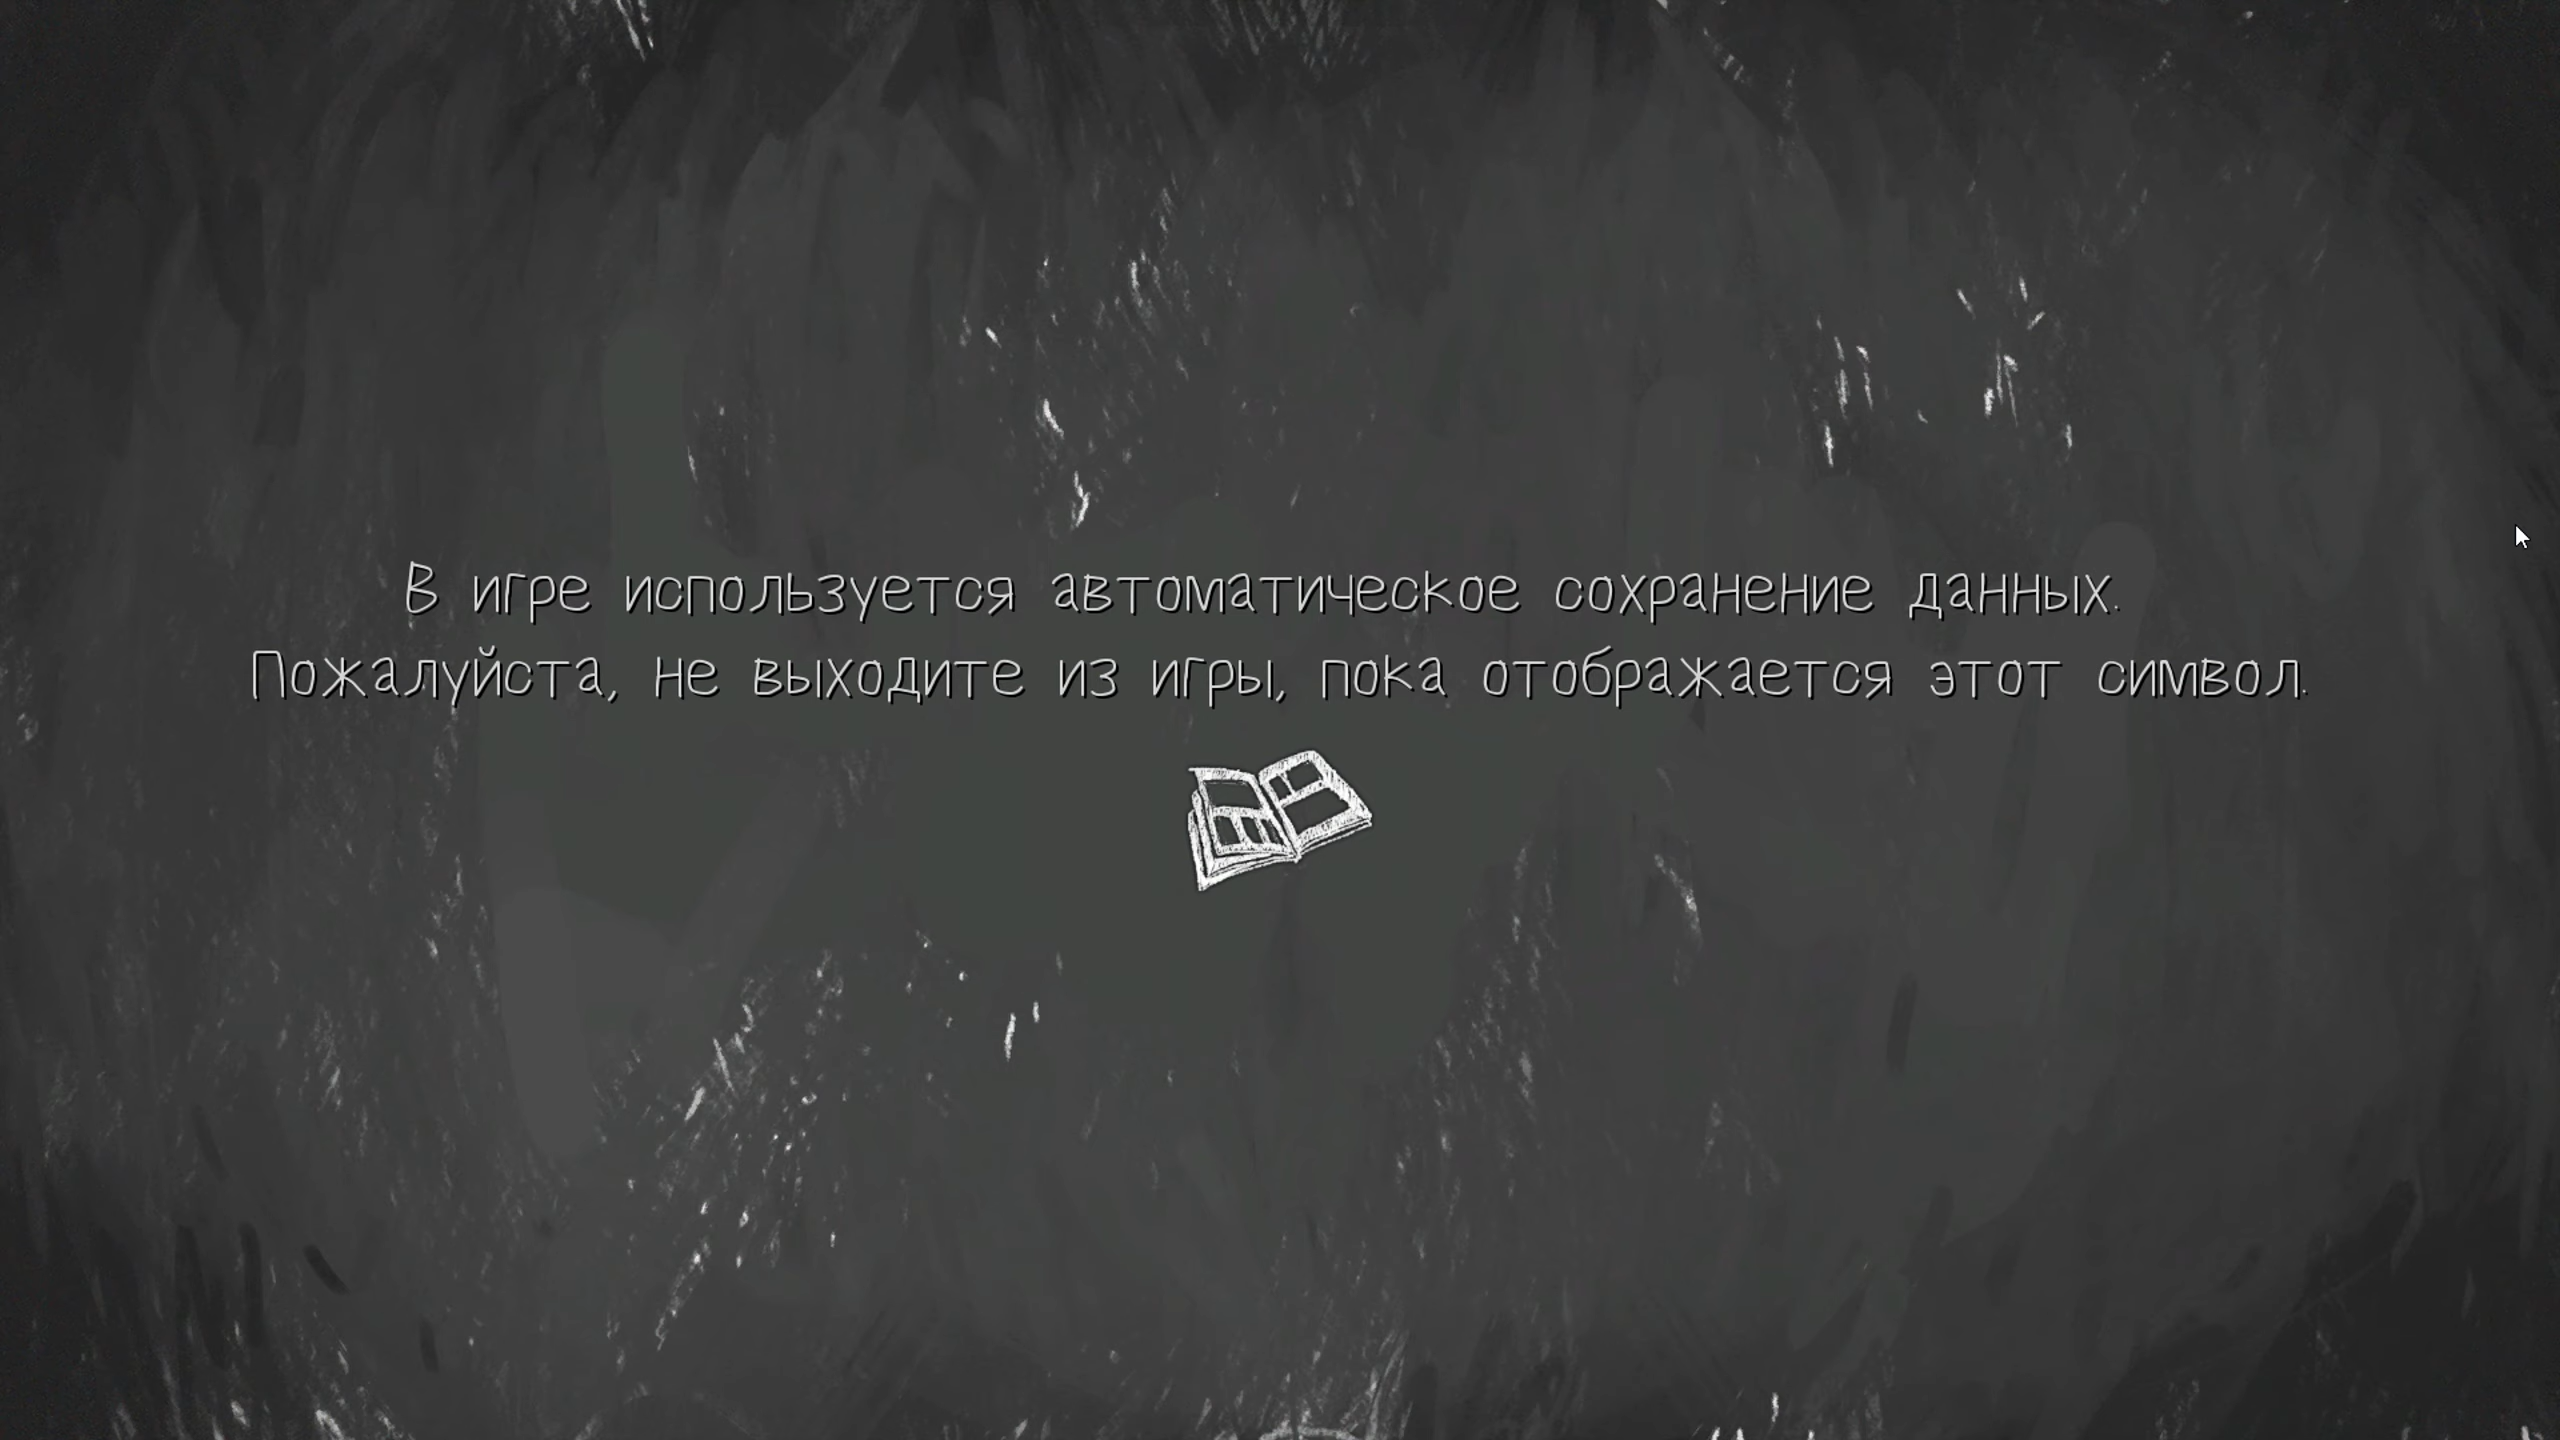 В игре используется автоматическое сохранение данных.
Пожалуйста, не выходите из игры, пока отображается этот символ.